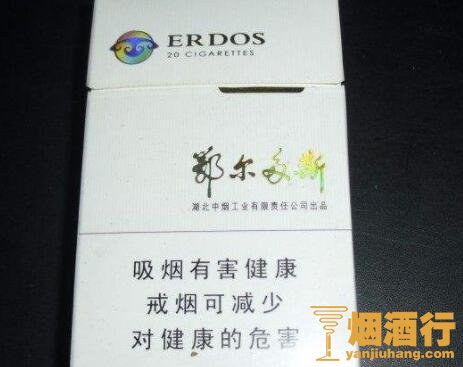 ERDOS
20 CIGARETTES
鄂尔多斯
湖北中烟工业有限责任公司出品
吸烟有害健康
戒烟可减少
对健康的危害
烟酒行
yanjiuhang.com